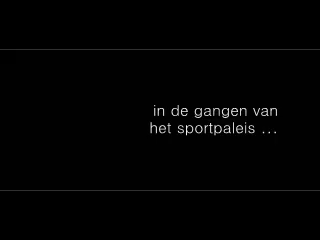 in de gangen van
het sportpaleis ...